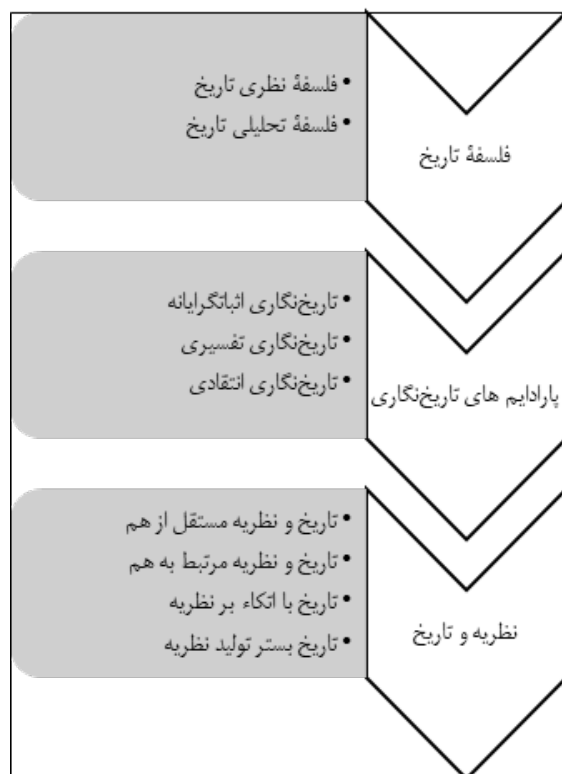 فلسفهٔ تاریخ
• فلسفهٔ نظری تاریخ
• فلسفهٔ تحلیلی تاریخ
پارادایم های تاریخ‌نگاری
• تاریخ‌نگاری اثباتگرایانه
• تاریخ‌نگاری تفسیری
• تاریخ‌نگاری انتقادی
نظریه و تاریخ
• تاریخ و نظریه مستقل از هم
• تاریخ و نظریه مرتبط به هم
• تاریخ با اتکاء بر نظریه
• تاریخ بستر تولید نظریه